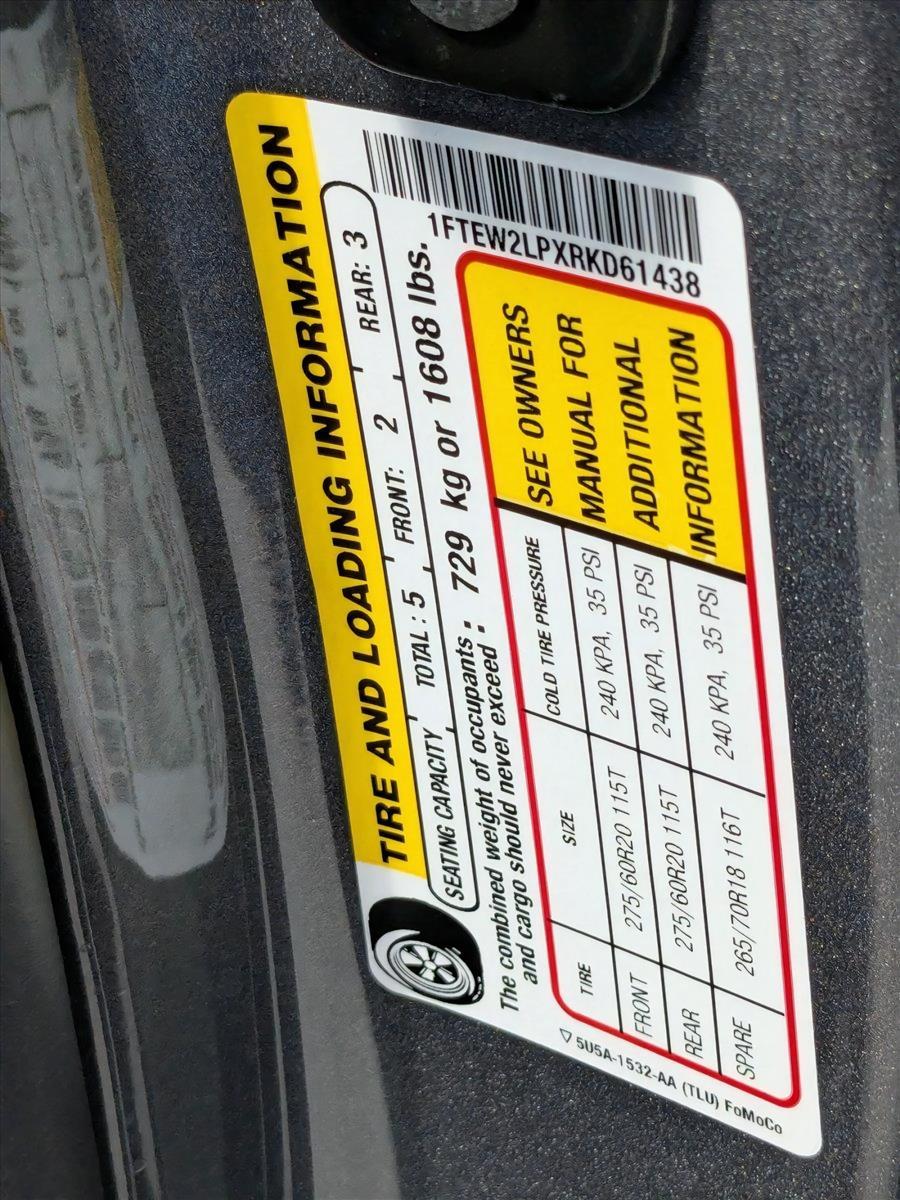 TIRE AND LOADING INFORMATION
SEATING CAPACITY TOTAL : 5 FRONT: 2 REAR: 3
The combined weight of occupants and cargo should never exceed : 729 kg or 1608 lbs.
TIRE SIZE COLD TIRE PRESSURE
FRONT 275/60R20 115T 240 KPA, 35 PSI
REAR 275/60R20 115T 240 KPA, 35 PSI
SPARE 265/70R18 116T 240 KPA, 35 PSI
SEE OWNERS
MANUAL FOR
ADDITIONAL
INFORMATION
1FTEW2LPXRKD61438
5U5A-1532-AA (TLU) FoMoCo